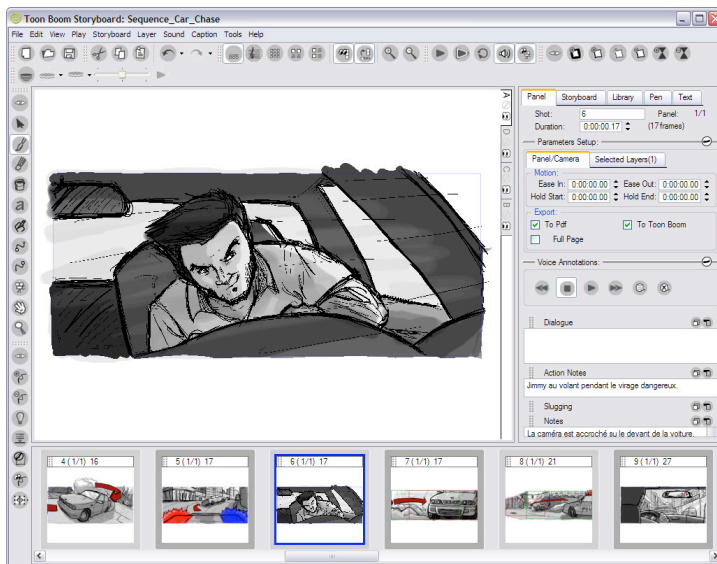 Toon Boom Storyboard: Sequence_Car_Chase
File Edit View Play Storyboard Layer Sound Caption Tools Help
Panel Storyboard Library Pen Text
Shot: 6 Panel: 1/1
Duration: 0:00:00.17 (17 frames)
Parameters Setup:
Panel/Camera Selected Layers(1)
Motion:
Ease In: 0:00:00.00 Ease Out: 0:00:00.00
Hold Start: 0:00:00.00 Hold End: 0:00:00.00
Export:
To Pdf To Toon Boom
Full Page
Voice Annotations:
Dialogue
Action Notes
Jimmy au volant pendant le virage dangereux.
Slugging
Notes
La caméra est accroché su le devant de la voiture.
4 (1/1) 16 5 (1/1) 17 6 (1/1) 17 7 (1/1) 17 8 (1/1) 21 9 (1/1) 27